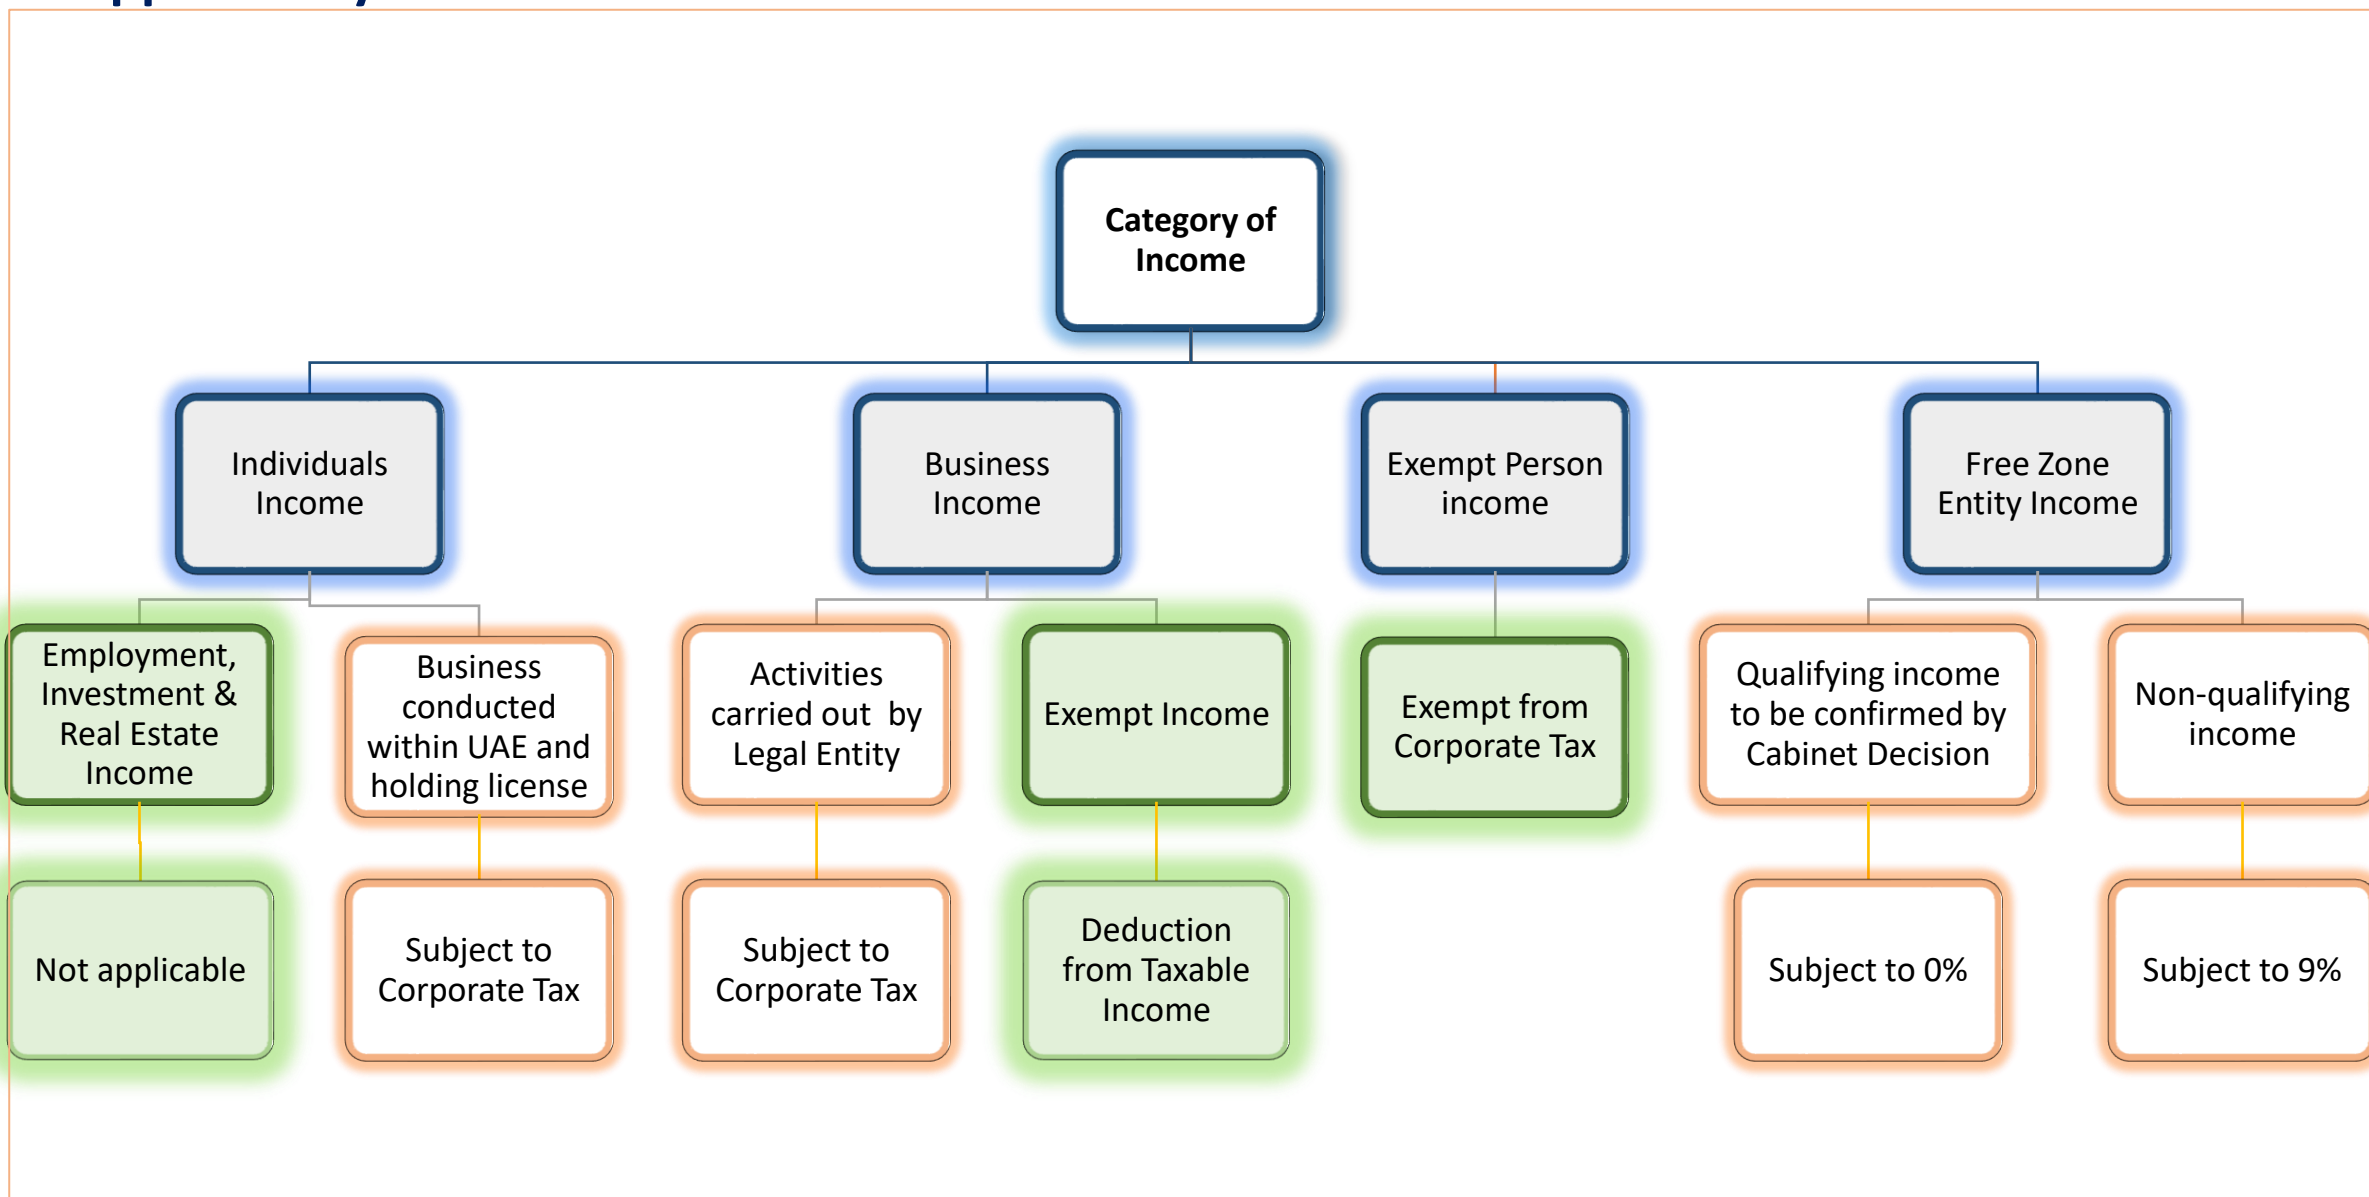 Category of
Income
Individuals
Income
Business
Income
Exempt Person
income
Free Zone
Entity Income
Employment,
Investment &
Real Estate
Income
Business
conducted
within UAE and
holding license
Activities
carried out  by
Legal Entity
Exempt Income
Exempt from
Corporate Tax
Qualifying income
to be confirmed by
Cabinet Decision
Non-qualifying
income
Not applicable
Subject to
Corporate Tax
Subject to
Corporate Tax
Deduction
from Taxable
Income
Subject to 0%
Subject to 9%